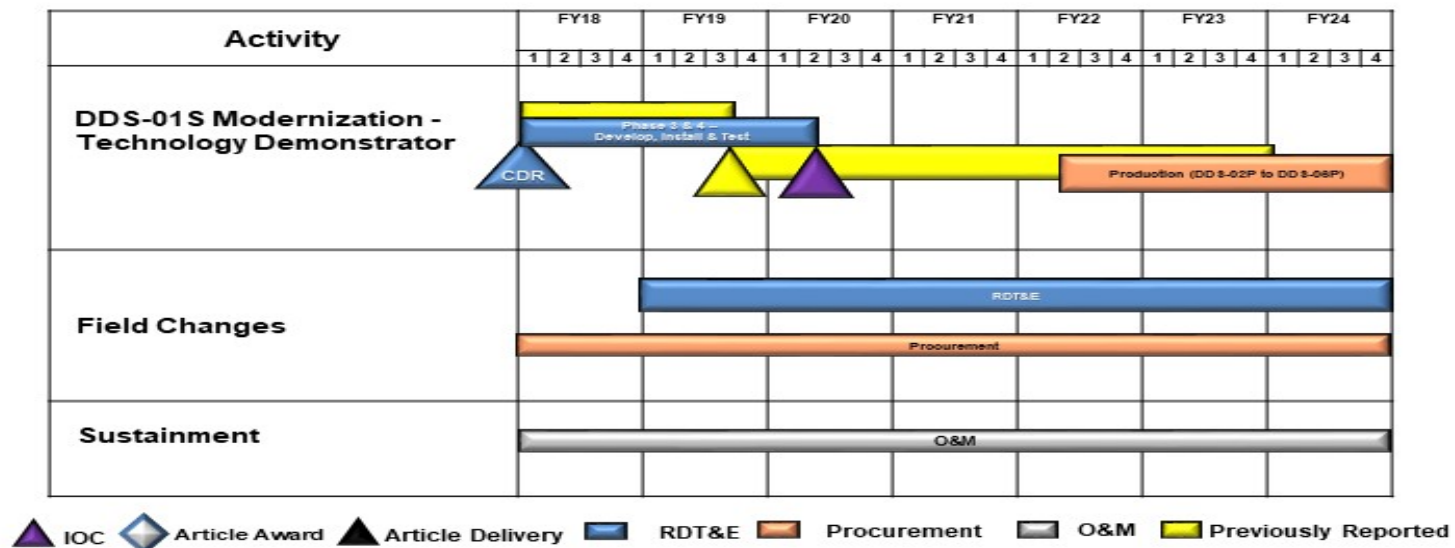 Activity
FY18 FY19 FY20 FY21 FY22 FY23 FY24
1 2 3 4 1 2 3 4 1 2 3 4 1 2 3 4 1 2 3 4 1 2 3 4 1 2 3 4
DDS-01S Modernization -
Technology Demonstrator
Phase 3 & 4 –
Develop, Install & Test
CDR
Production (DDS-02P to DDS-06P)
Field Changes
RDT&E
Procurement
Sustainment
O&M
IOC Article Award Article Delivery RDT&E Procurement O&M Previously Reported